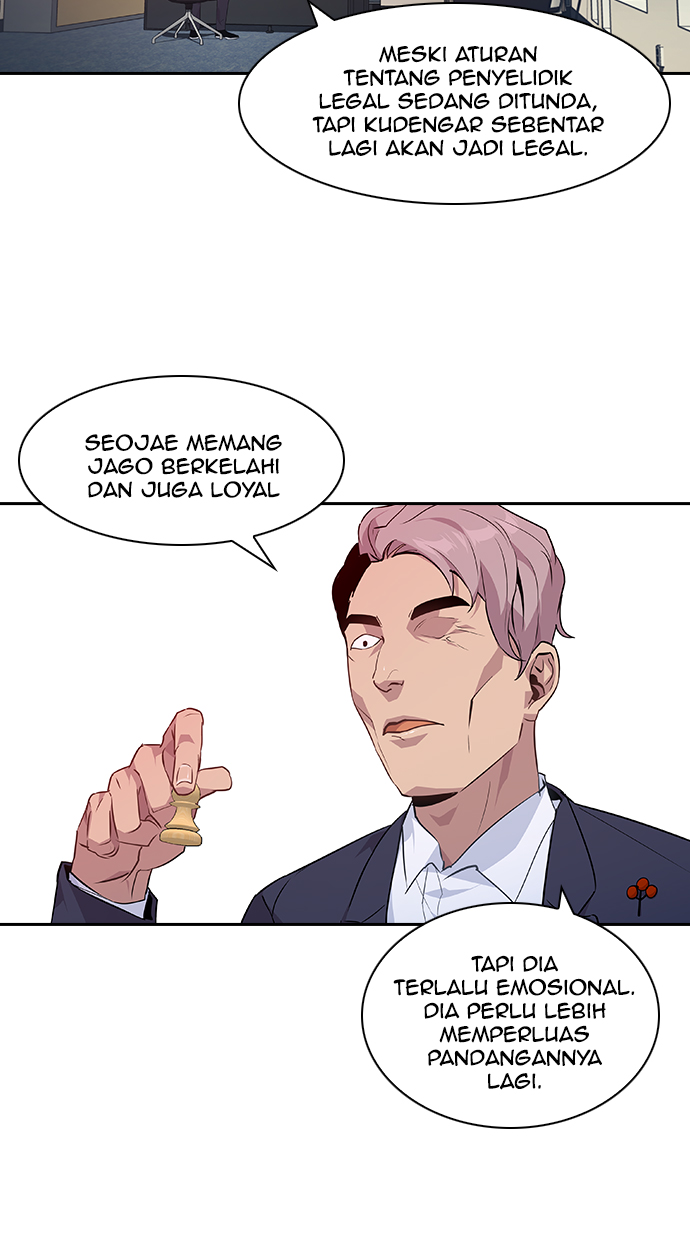 MESKI ATURAN
TENTANG PENYELIDIK
LEGAL SEDANG DITUNDA,
TAPI KUDENGAR SEBENTAR
LAGI AKAN JADI LEGAL.
SEOJAE MEMANG
JAGO BERKELAHI
DAN JUGA LOYAL
TAPI DIA
TERLALU EMOSIONAL.
DIA PERLU LEBIH
MEMPERLUAS
PANDANGANNYA
LAGI.